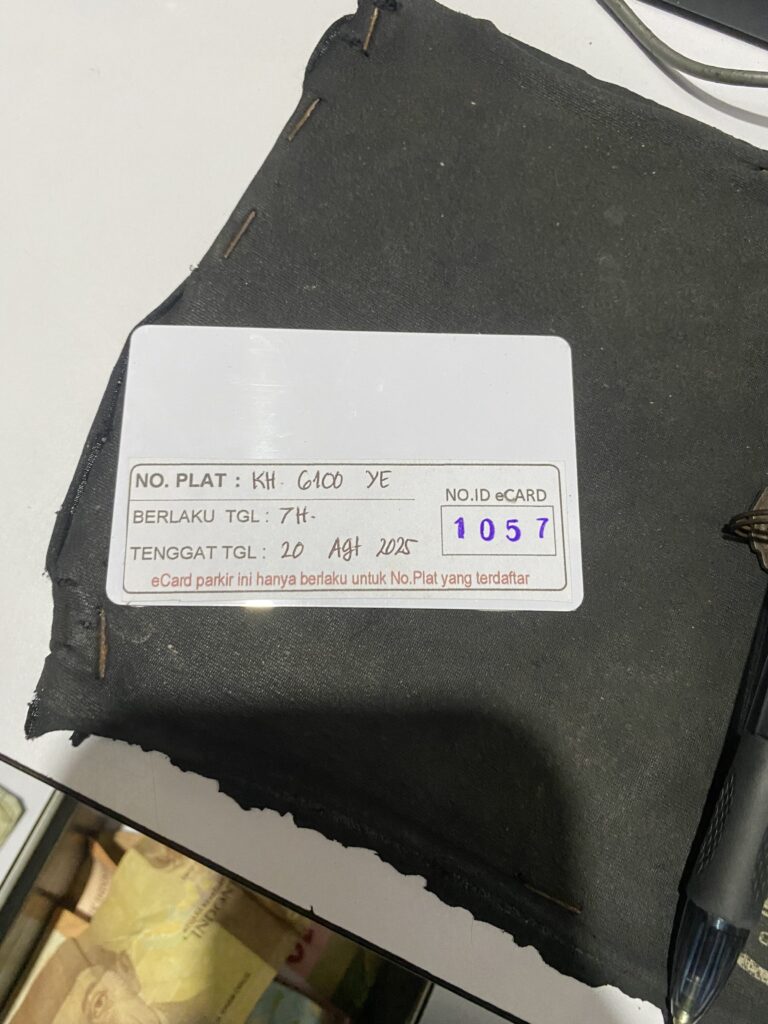 NO. PLAT : KH 6100 YE
BERLAKU TGL : 7H.
NO.ID eCARD
1057
TENGGAT TGL : 20 Agt 2025
eCard parkir ini hanya berlaku untuk No.Plat yang terdaftar